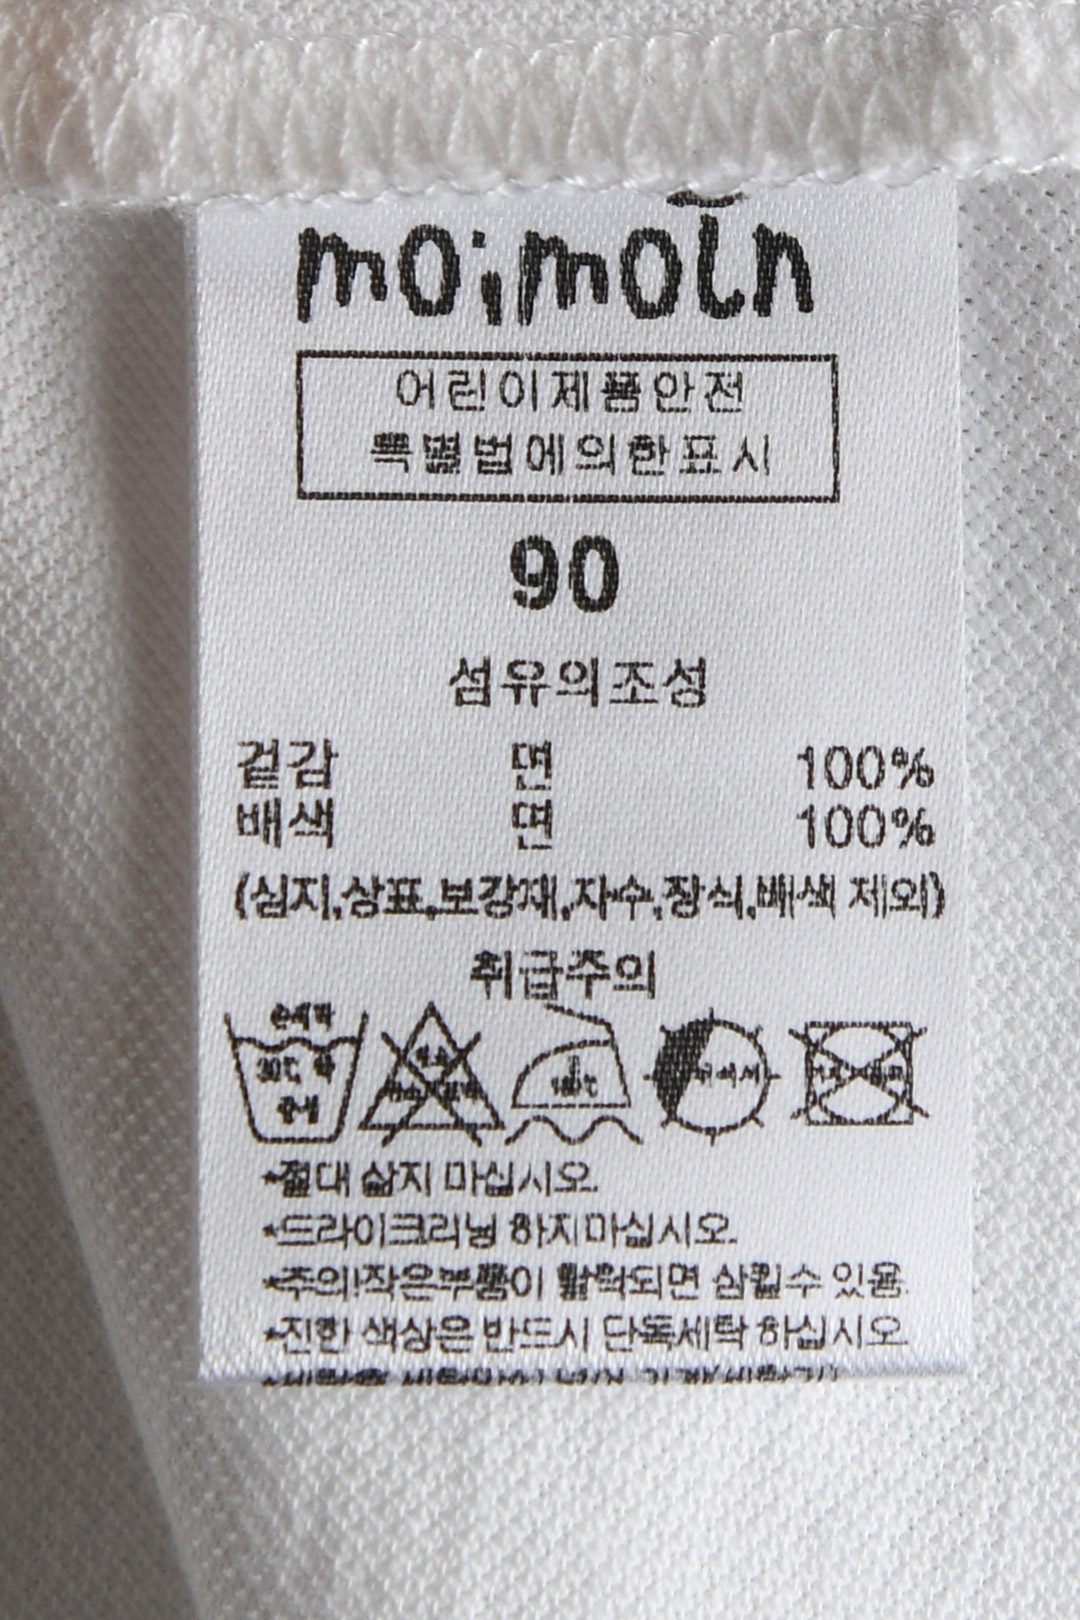 moimoln
어린이제품안전
특별법에의한표시
90
섬유의조성
겉감 면 100%
배색 면 100%
(심지,상표,보강재,자수,장식,배색 제외)
취급주의
손세탁
30℃
중성
*절대 삶지 마십시오.
*드라이크리닝 하지마십시오.
*주의!작은부품이 탈락되면 삼킬수 있음.
*진한 색상은 반드시 단독세탁 하십시오